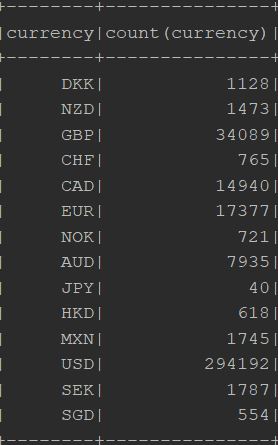 +--------+---------------+
|currency|count(currency)|
+--------+---------------+
|     DKK|           1128|
|     NZD|           1473|
|     GBP|          34089|
|     CHF|            765|
|     CAD|          14940|
|     EUR|          17377|
|     NOK|            721|
|     AUD|           7935|
|     JPY|             40|
|     HKD|            618|
|     MXN|           1745|
|     USD|         294192|
|     SEK|           1787|
|     SGD|            554|
+--------+---------------+